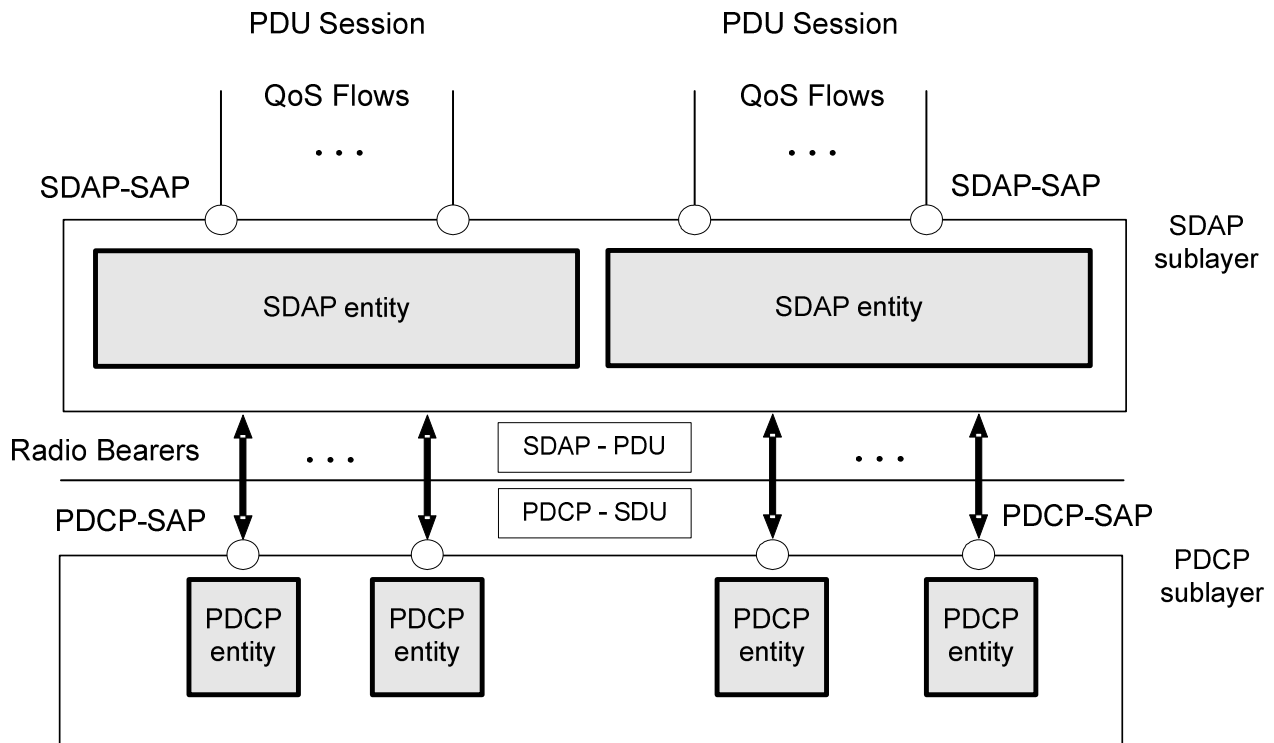 PDU Session
PDU Session
QoS Flows
QoS Flows
. . .
. . .
SDAP-SAP
SDAP-SAP
SDAP
sublayer
SDAP entity
SDAP entity
Radio Bearers
. . .
SDAP - PDU
. . .
PDCP-SAP
PDCP - SDU
PDCP-SAP
PDCP
sublayer
PDCP
entity
PDCP
entity
PDCP
entity
PDCP
entity